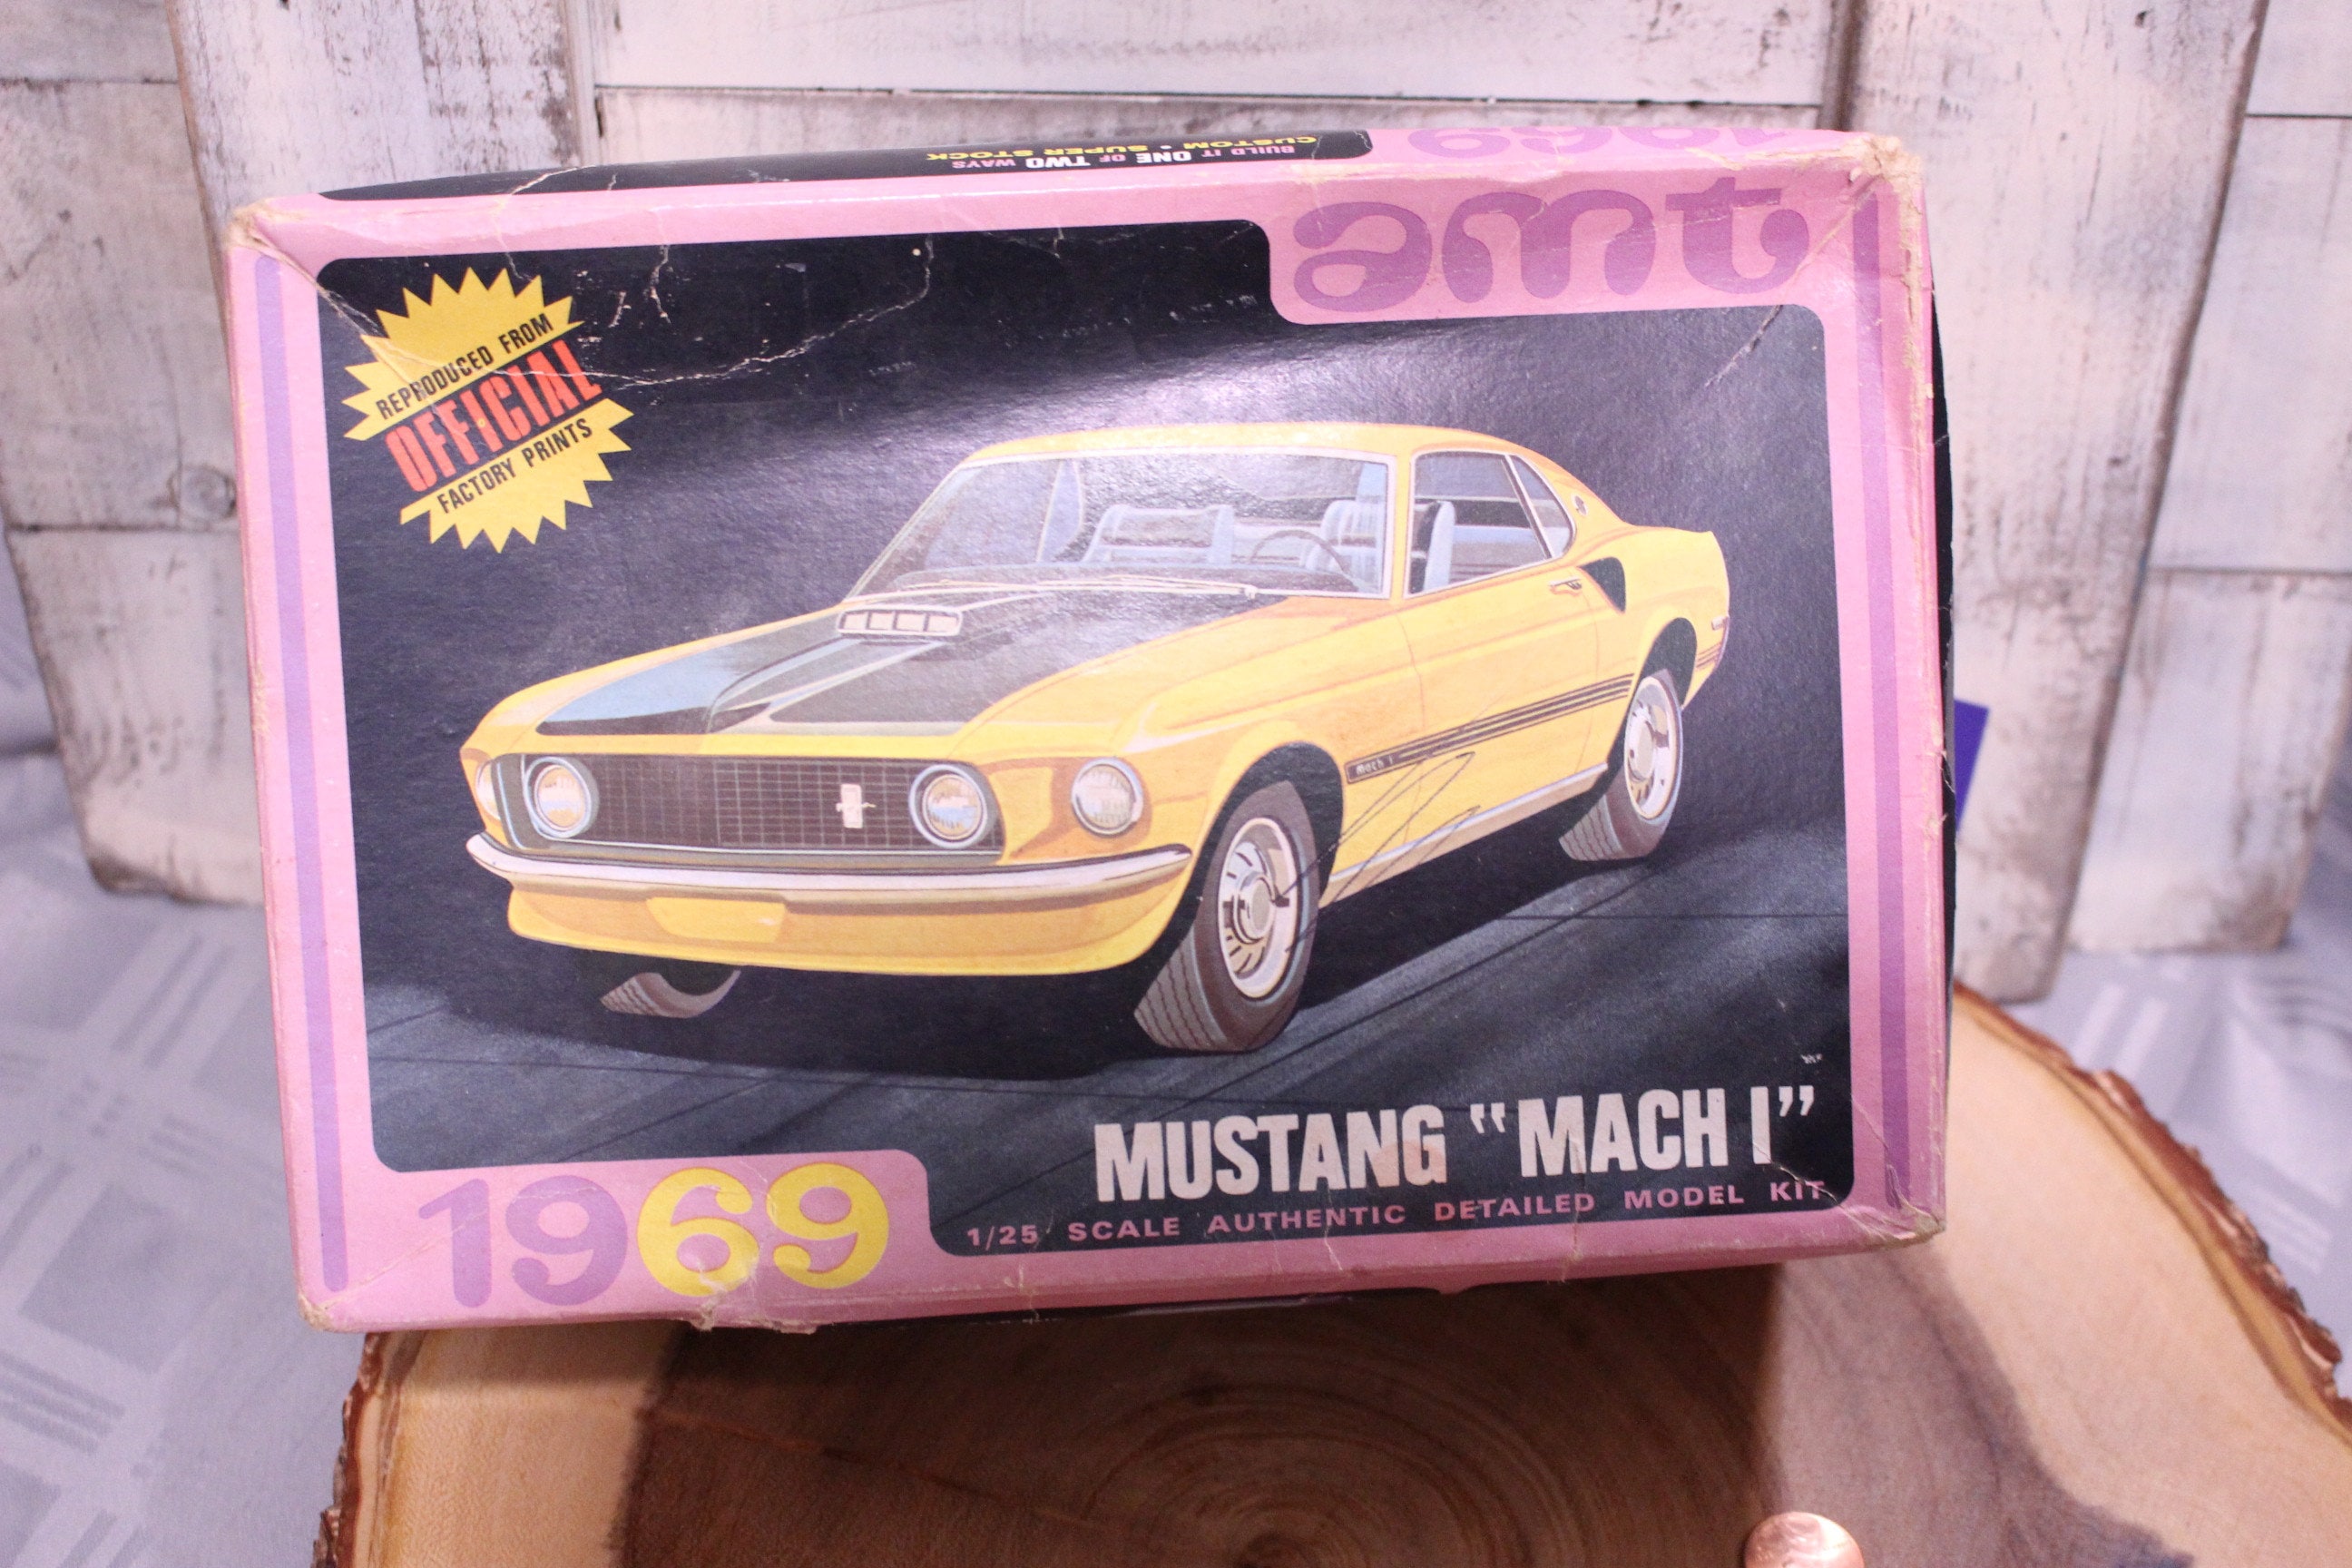 1969
BUILD IT ONE OF TWO WAYS
CUSTOM • SUPER STOCK
amt
REPRODUCED FROM
OFFICIAL
FACTORY PRINTS
Mach I
MUSTANG "MACH I"
1/25 SCALE AUTHENTIC DETAILED MODEL KIT
1969